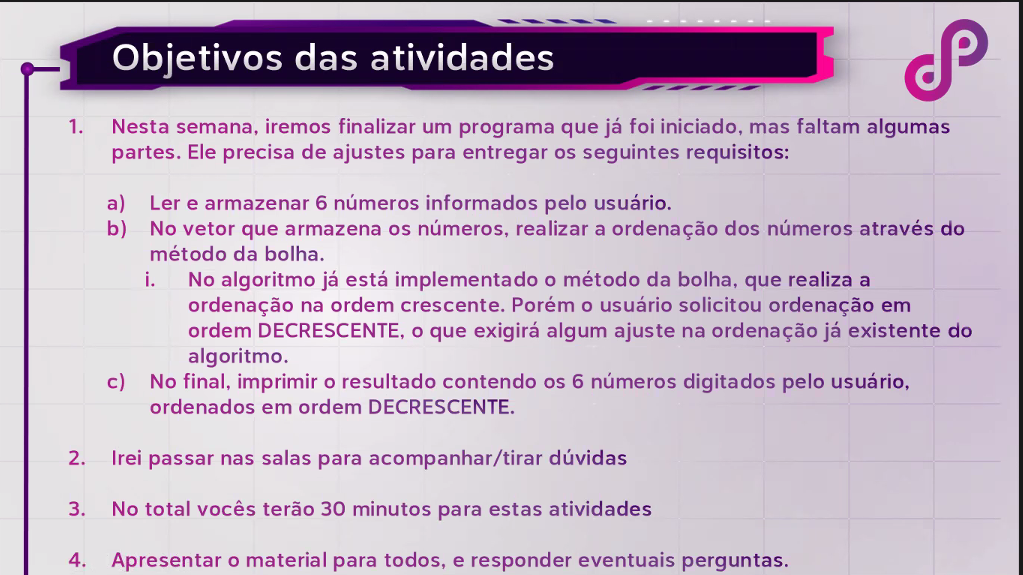 Objetivos das atividades
1. Nesta semana, iremos finalizar um programa que já foi iniciado, mas faltam algumas
partes. Ele precisa de ajustes para entregar os seguintes requisitos:
a) Ler e armazenar 6 números informados pelo usuário.
b) No vetor que armazena os números, realizar a ordenação dos números através do
método da bolha.
i. No algoritmo já está implementado o método da bolha, que realiza a
ordenação na ordem crescente. Porém o usuário solicitou ordenação em
ordem DECRESCENTE, o que exigirá algum ajuste na ordenação já existente do
algoritmo.
c) No final, imprimir o resultado contendo os 6 números digitados pelo usuário,
ordenados em ordem DECRESCENTE.
2. Irei passar nas salas para acompanhar/tirar dúvidas
3. No total vocês terão 30 minutos para estas atividades
4. Apresentar o material para todos, e responder eventuais perguntas.